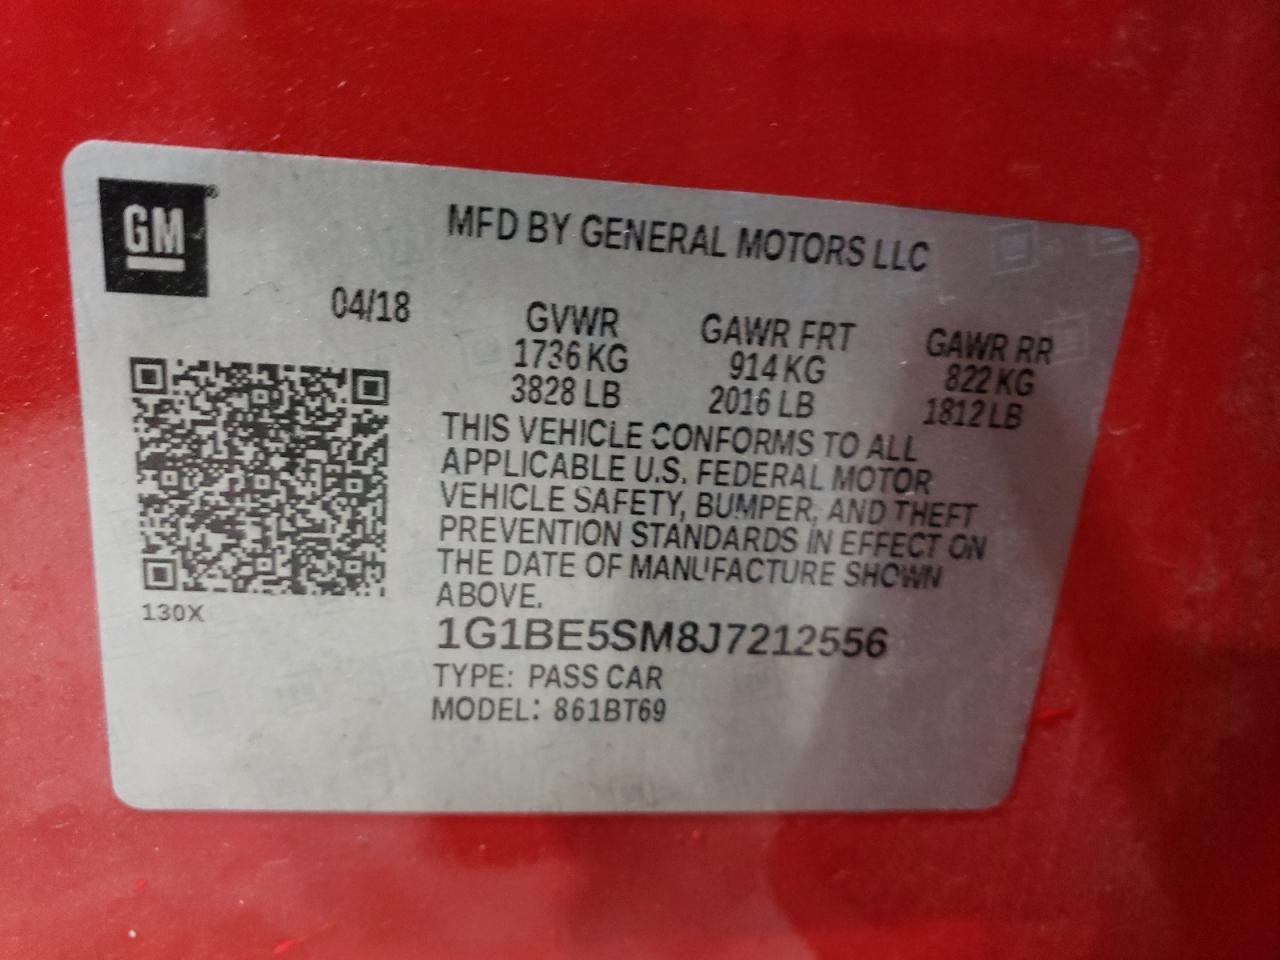 GM
MFD BY GENERAL MOTORS LLC
04/18
GVWR GAWR FRT GAWR RR
1736 KG 914 KG 822 KG
3828 LB 2016 LB 1812 LB
THIS VEHICLE CONFORMS TO ALL
APPLICABLE U.S. FEDERAL MOTOR
VEHICLE SAFETY, BUMPER, AND THEFT
PREVENTION STANDARDS IN EFFECT ON
THE DATE OF MANUFACTURE SHOWN
ABOVE.
130X
1G1BE5SM8J7212556
TYPE: PASS CAR
MODEL: 861BT69